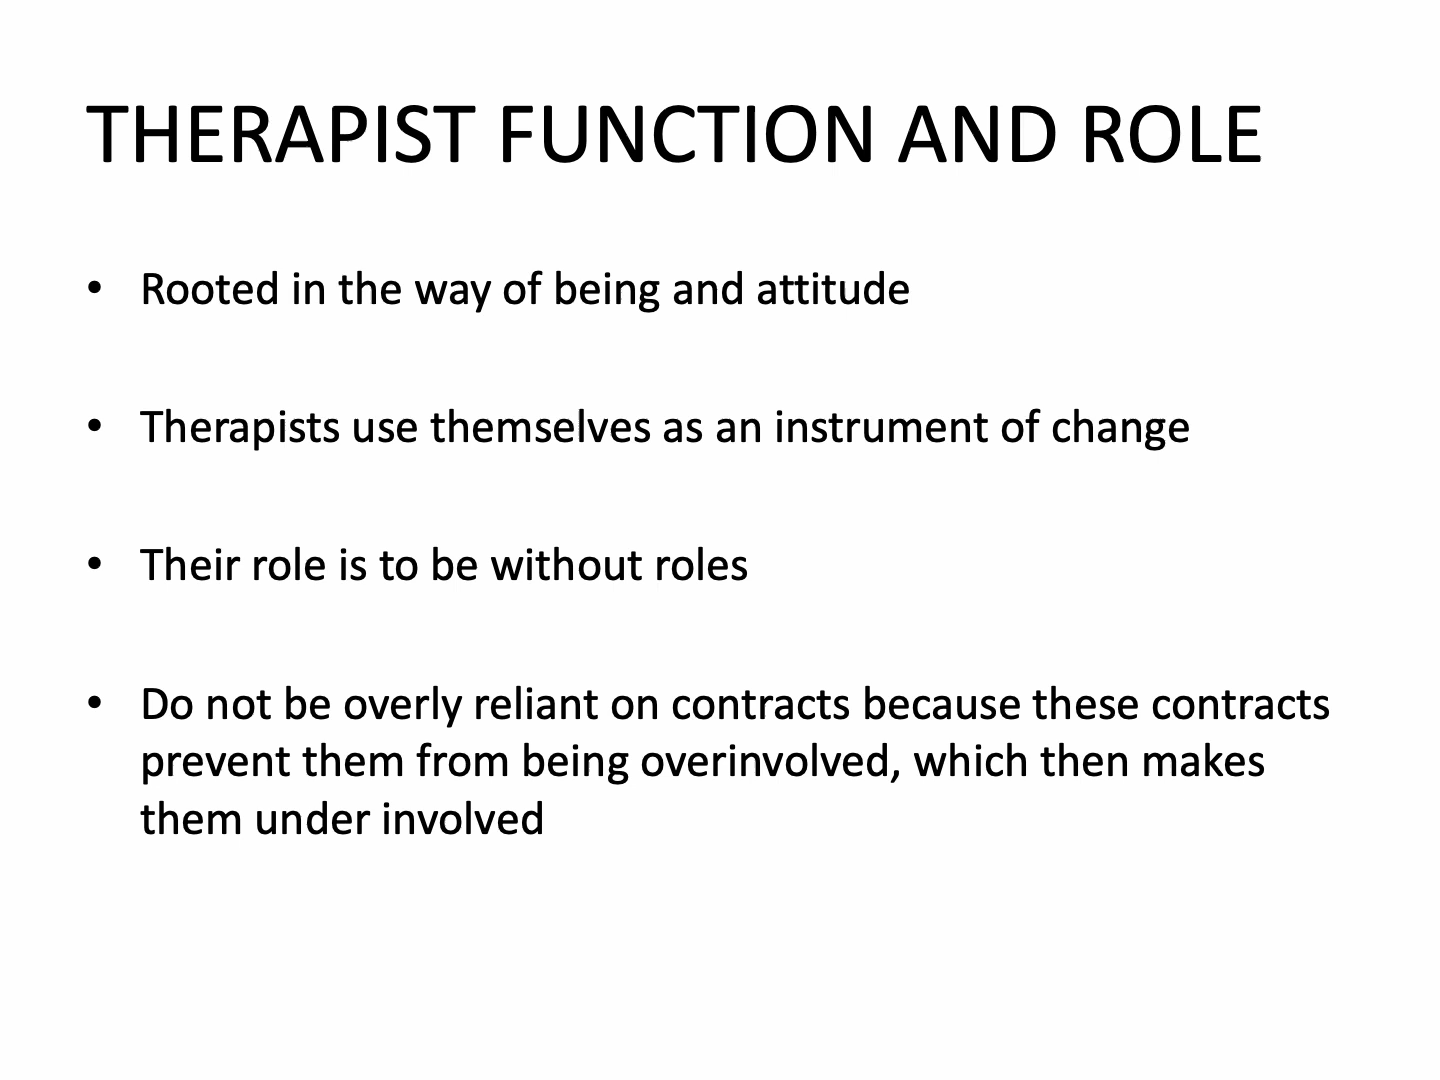 THERAPIST FUNCTION AND ROLE
• Rooted in the way of being and attitude
• Therapists use themselves as an instrument of change
• Their role is to be without roles
• Do not be overly reliant on contracts because these contracts
prevent them from being overinvolved, which then makes
them under involved